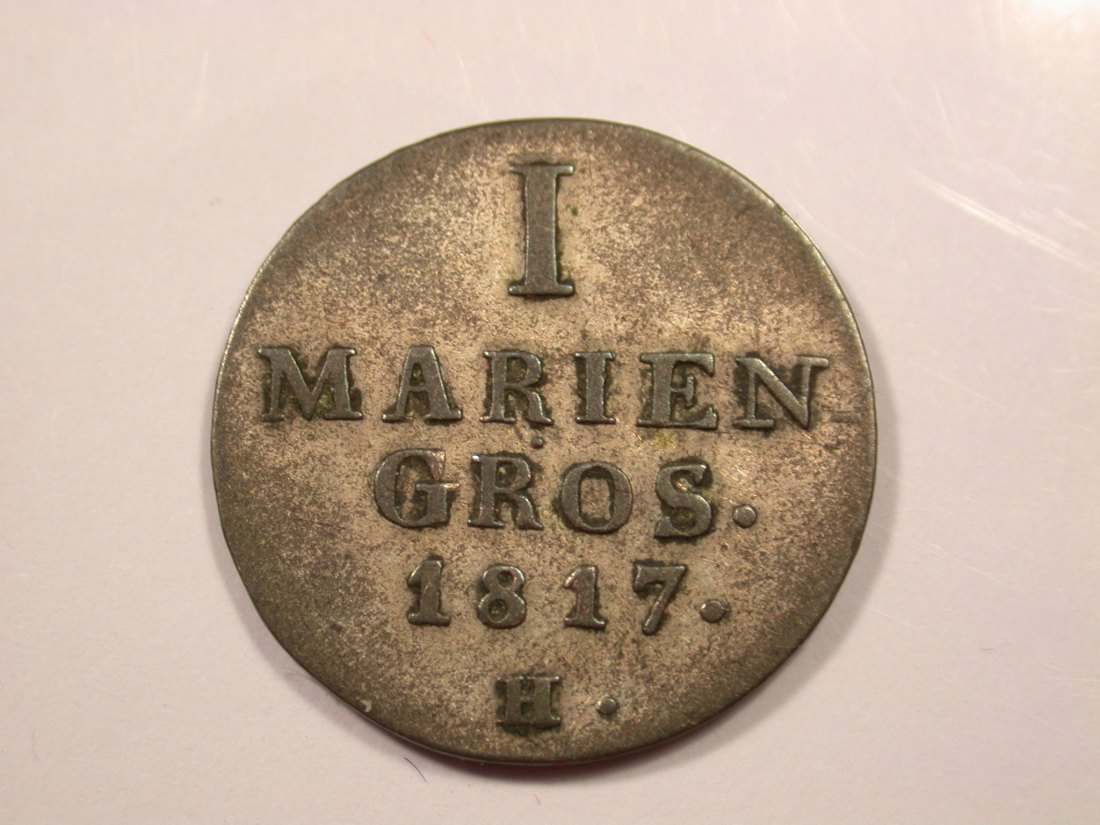 I
MARIEN
GROS.
1817.
H.